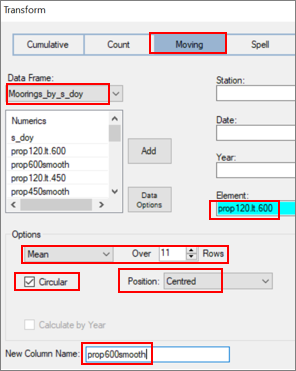 Transform
Cumulative Count Moving Spell
Data Frame:
Moorings_by_s_doy
Station:
Numerics
s_doy
prop120.lt.600
prop600smooth
prop120.lt.450
prop450smooth
Add
Data Options
Date:
Year:
Element:
prop120.lt.600
Options
Mean Over 11 Rows
Circular Position: Centred
Calculate by Year
New Column Name: prop600smooth